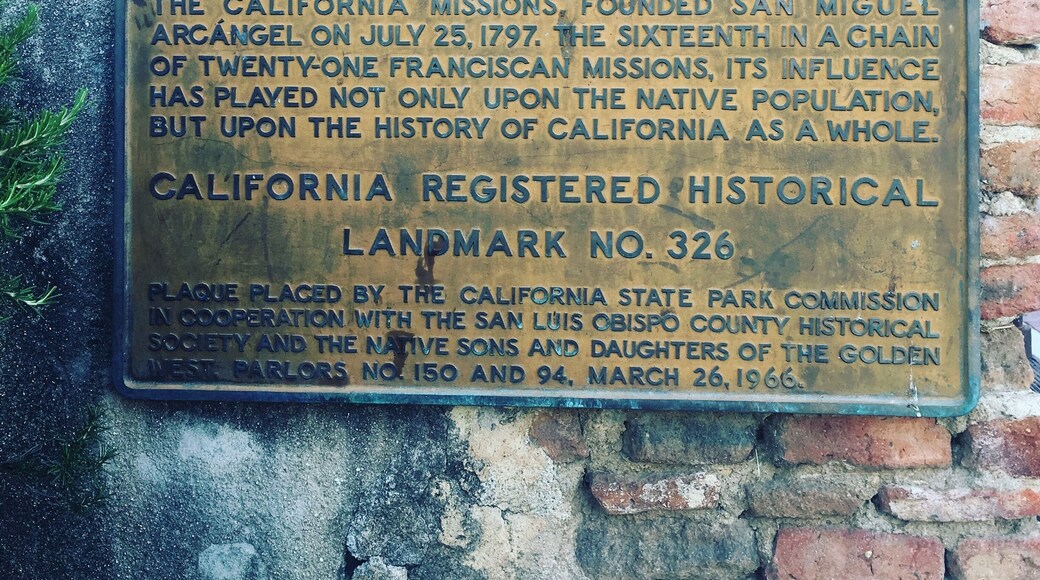 THE CALIFORNIA MISSIONS, FOUNDED SAN MIGUEL
ARCÁNGEL ON JULY 25, 1797. THE SIXTEENTH IN A CHAIN
OF TWENTY-ONE FRANCISCAN MISSIONS, ITS INFLUENCE
HAS PLAYED NOT ONLY UPON THE NATIVE POPULATION,
BUT UPON THE HISTORY OF CALIFORNIA AS A WHOLE.
CALIFORNIA REGISTERED HISTORICAL
LANDMARK NO. 326
PLAQUE PLACED BY THE CALIFORNIA STATE PARK COMMISSION
IN COOPERATION WITH THE SAN LUIS OBISPO COUNTY HISTORICAL
SOCIETY AND THE NATIVE SONS AND DAUGHTERS OF THE GOLDEN
WEST, PARLORS NO. 150 AND 94, MARCH 26, 1966.